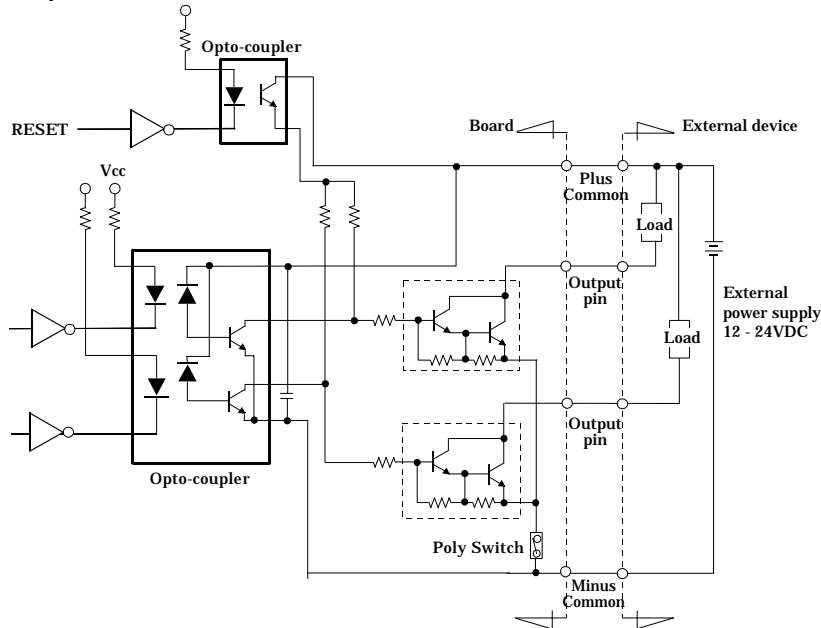 Opto-coupler
RESET
Board
External device
Vcc
Plus
Common
Load
Output
pin
External
power supply
12 - 24VDC
Load
Output
pin
Opto-coupler
Poly Switch
Minus
Common